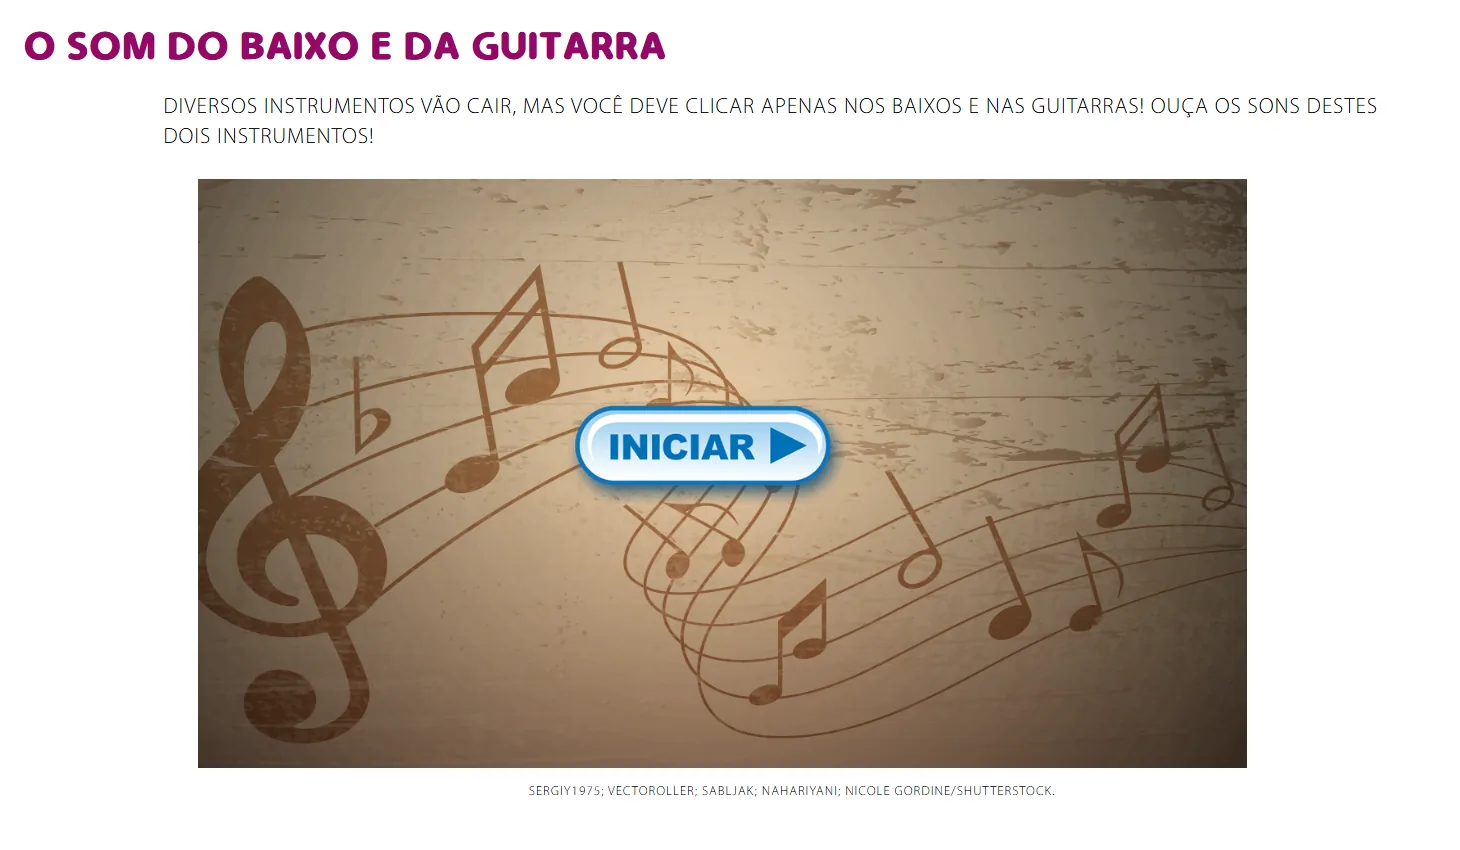 O SOM DO BAIXO E DA GUITARRA
DIVERSOS INSTRUMENTOS VÃO CAIR, MAS VOCÊ DEVE CLICAR APENAS NOS BAIXOS E NAS GUITARRAS! OUÇA OS SONS DESTES
DOIS INSTRUMENTOS!
INICIAR
SERGIY1975; VECTOROLLER; SABLJAK; NAHARIYANI; NICOLE GORDINE/SHUTTERSTOCK.